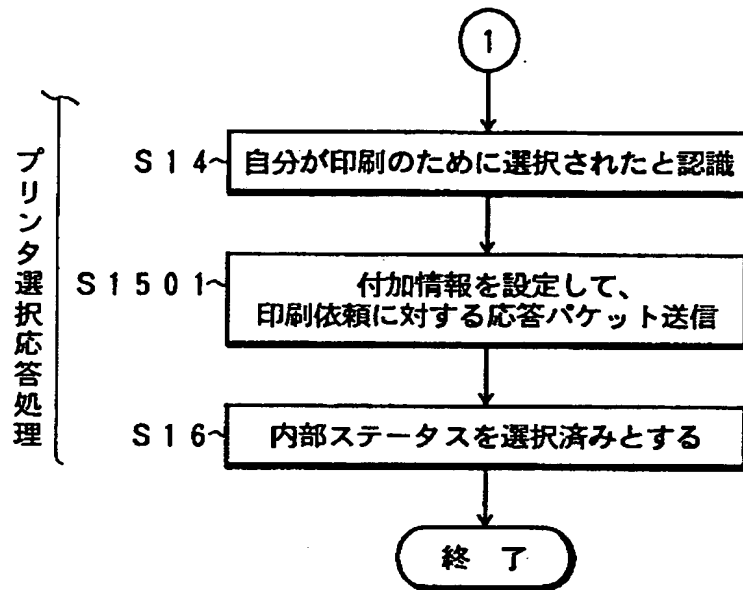 1
プリンタ選択応答処理
S14~ 自分が印刷のために選択されたと認識
S1501~ 付加情報を設定して、
印刷依頼に対する応答パケット送信
S16~ 内部ステータスを選択済みとする
終 了